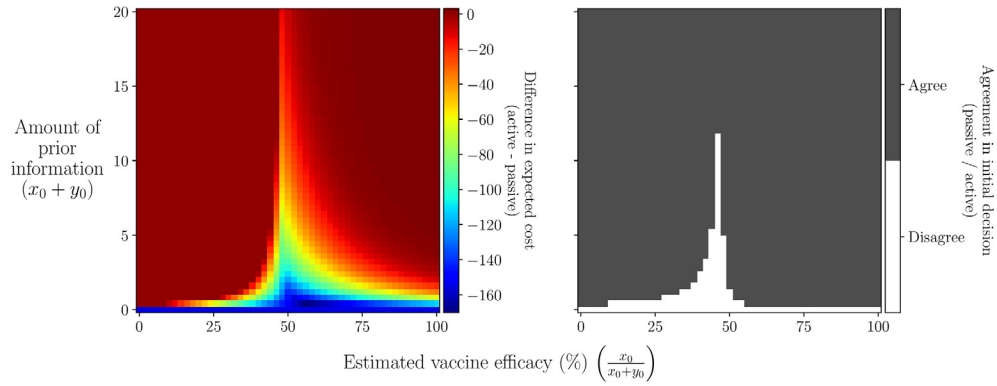 Amount of
prior
information
(x₀ + y₀)
20
15
10
5
0
0
25
50
75
100
0
−20
−40
−60
−80
−100
−120
−140
−160
Difference in expected cost
(active - passive)
0
25
50
75
100
Agree
Disagree
Agreement in initial decision
(passive / active)
Estimated vaccine efficacy (%) (x₀/(x₀+y₀))